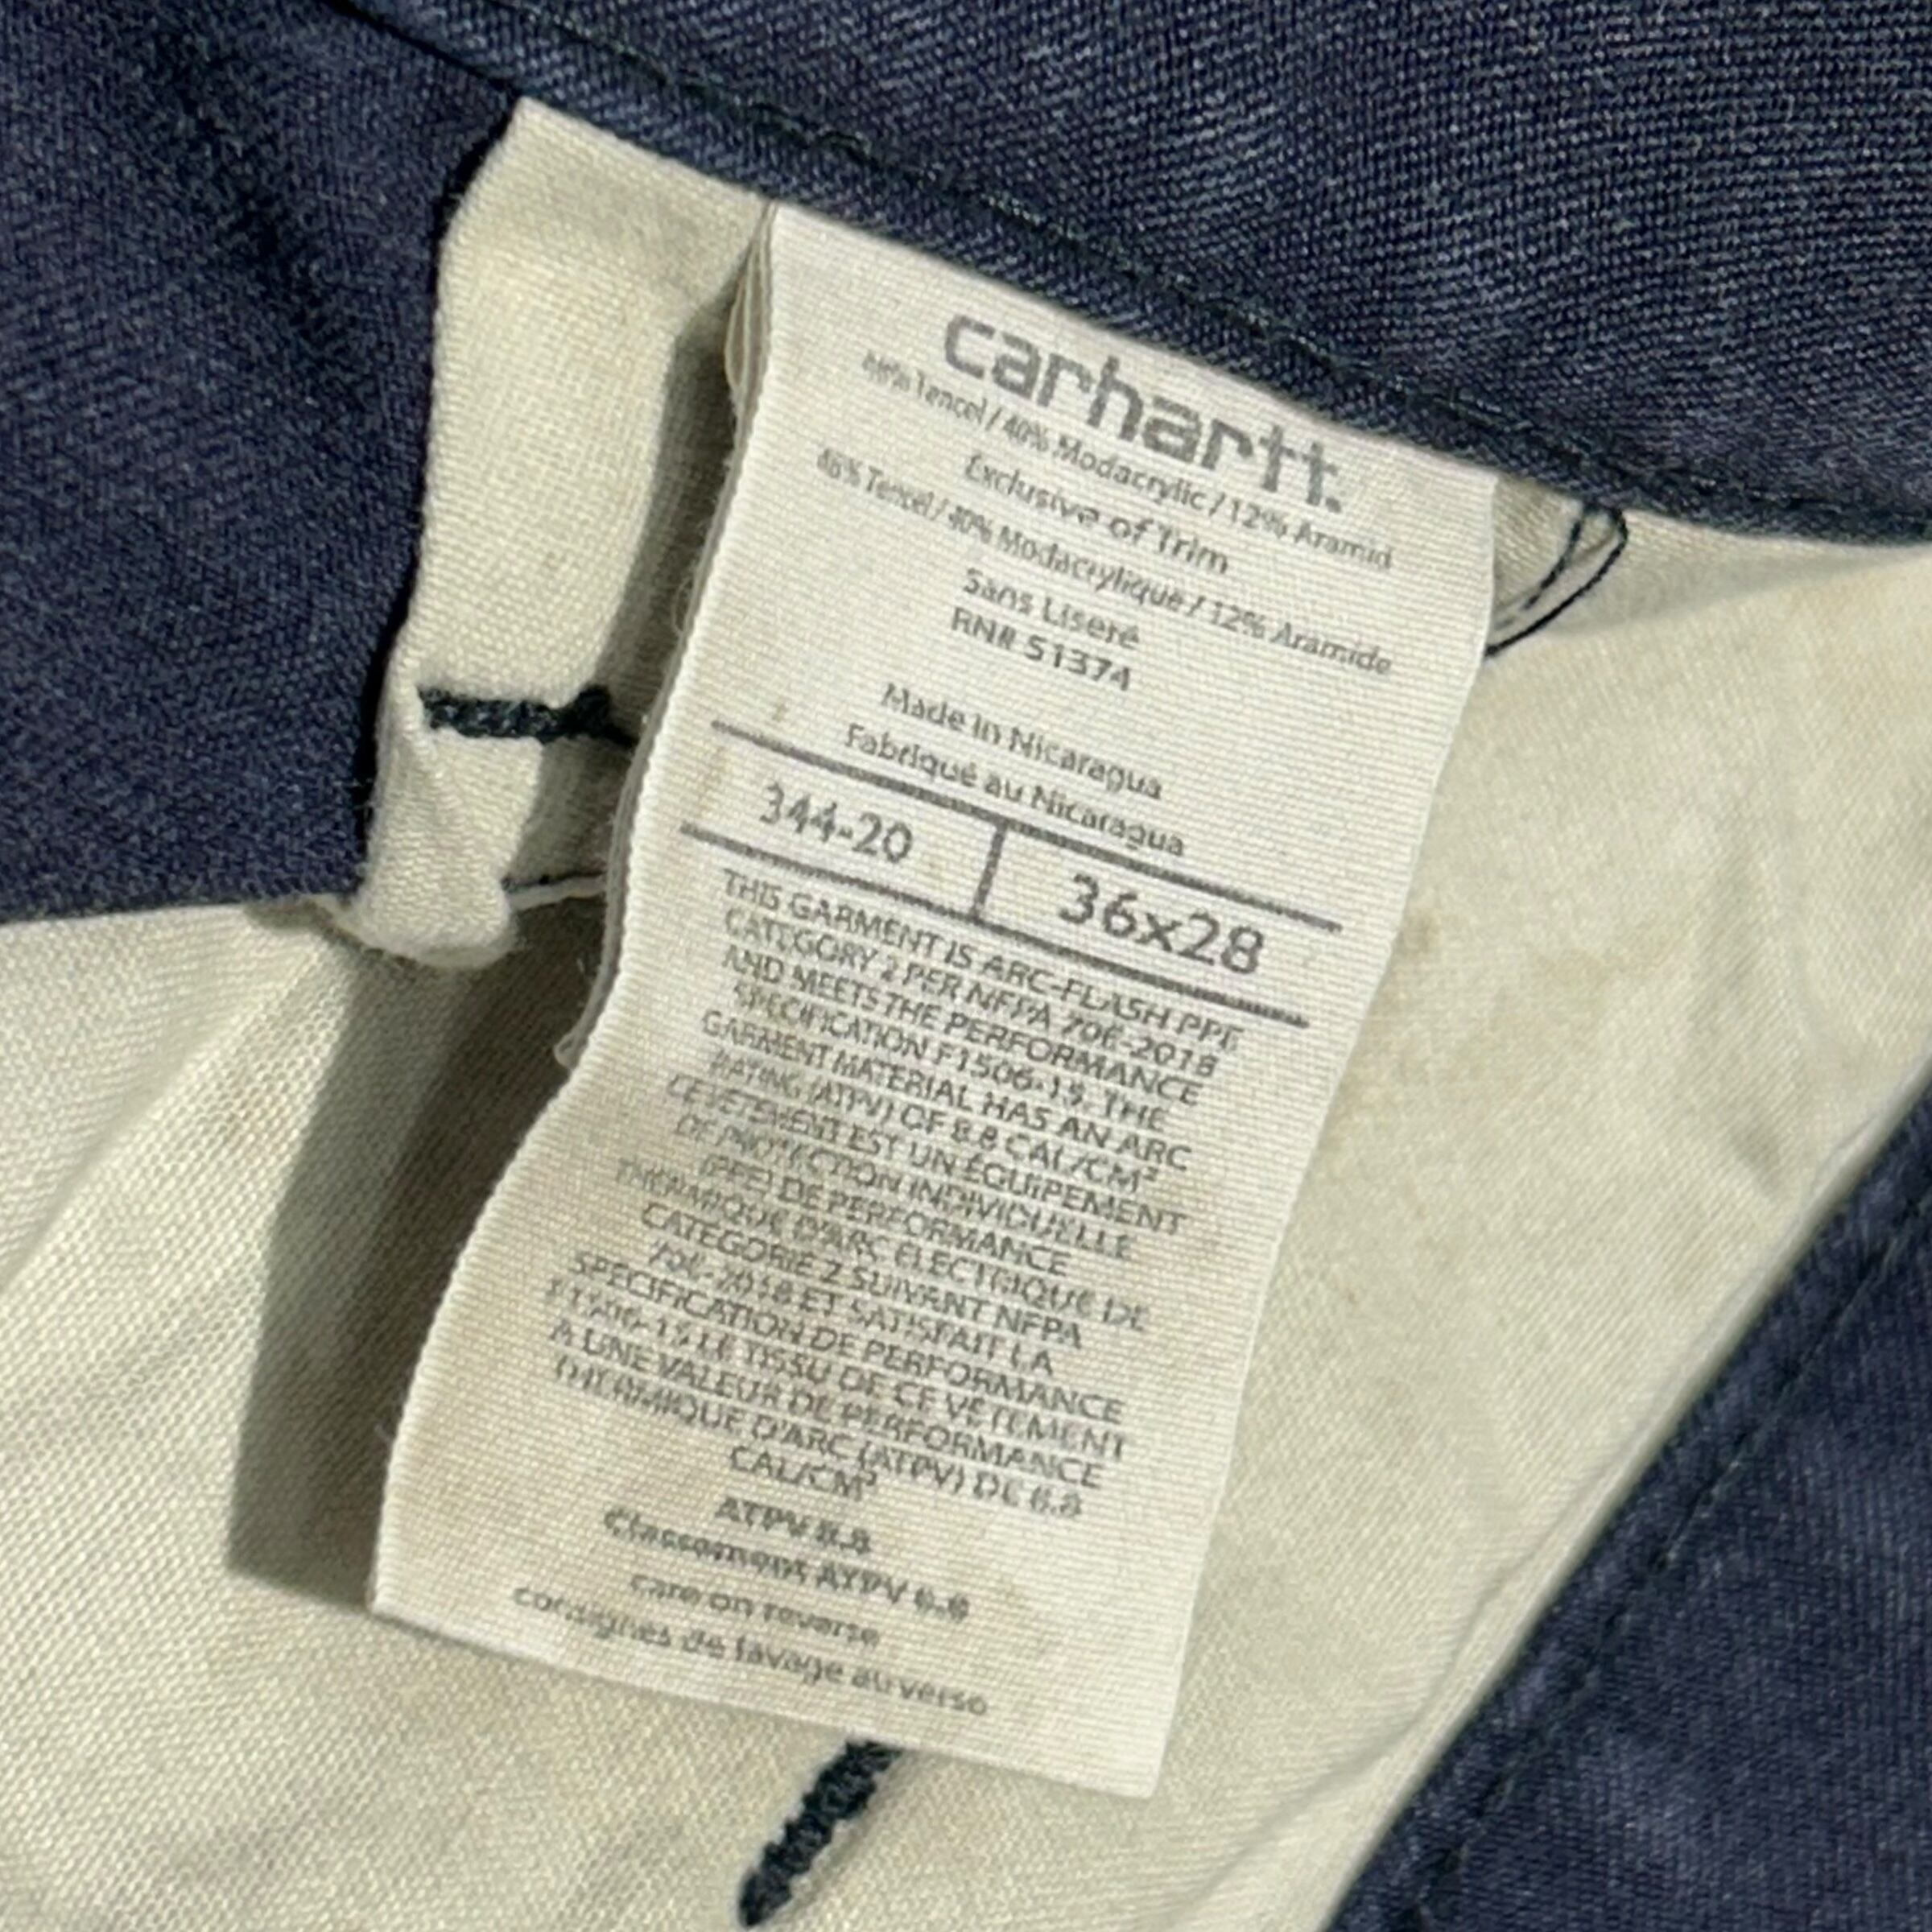 carhartt.
Tencel / 40% Modacrylic / 12% Aramid
Exclusive of Trim
Tencel / 40% Modacrylique / 12% Aramide
Sans Liseré
RN# 51374
Made in Nicaragua
Fabriqué au Nicaragua
344-20
36x28
THIS GARMENT IS ARC-FLASH PPE
CATEGORY 2 PER NFPA 70E-2018
AND MEETS THE PERFORMANCE
SPECIFICATION F1506-15. THE
GARMENT MATERIAL HAS AN ARC
RATING (ATPV) OF 8.8 CAL/CM²
CE VÊTEMENT EST UN ÉQUIPEMENT
DE PROTECTION INDIVIDUELLE
(PPE) DE PERFORMANCE
THERMIQUE D'ARC ÉLECTRIQUE DE
CATÉGORIE 2 SUIVANT NFPA
70E-2018 ET SATISFAIT LA
SPÉCIFICATION DE PERFORMANCE
F1506-15 LE TISSU DE CE VÊTEMENT
A UNE VALEUR DE PERFORMANCE
THERMIQUE D'ARC (ATPV) DE 8.8
CAL/CM²
ATPV 8.8
Classement ATPV 8.8
care on reverse
consignes de lavage au verso